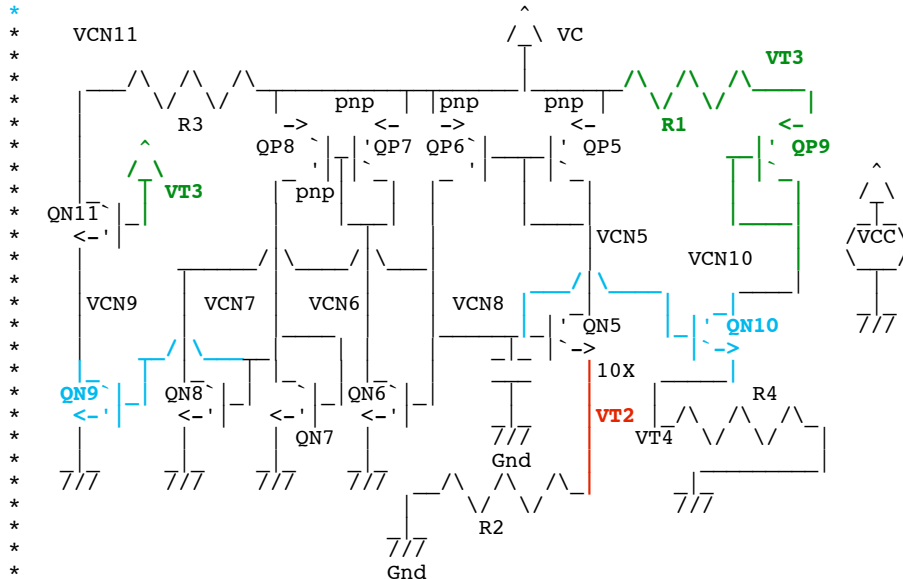 VCN11 VC
VT3
pnp pnp pnp
R3 R1
QP8 QP7 QP6 QP5 QP9
VT3 pnp
QN11
VCN5 VCC
VCN10
VCN9 VCN7 VCN6 VCN8
QN5 QN10
10X
QN9 QN8 QN6 R4
VT2
QN7 VT4
Gnd
R2
Gnd